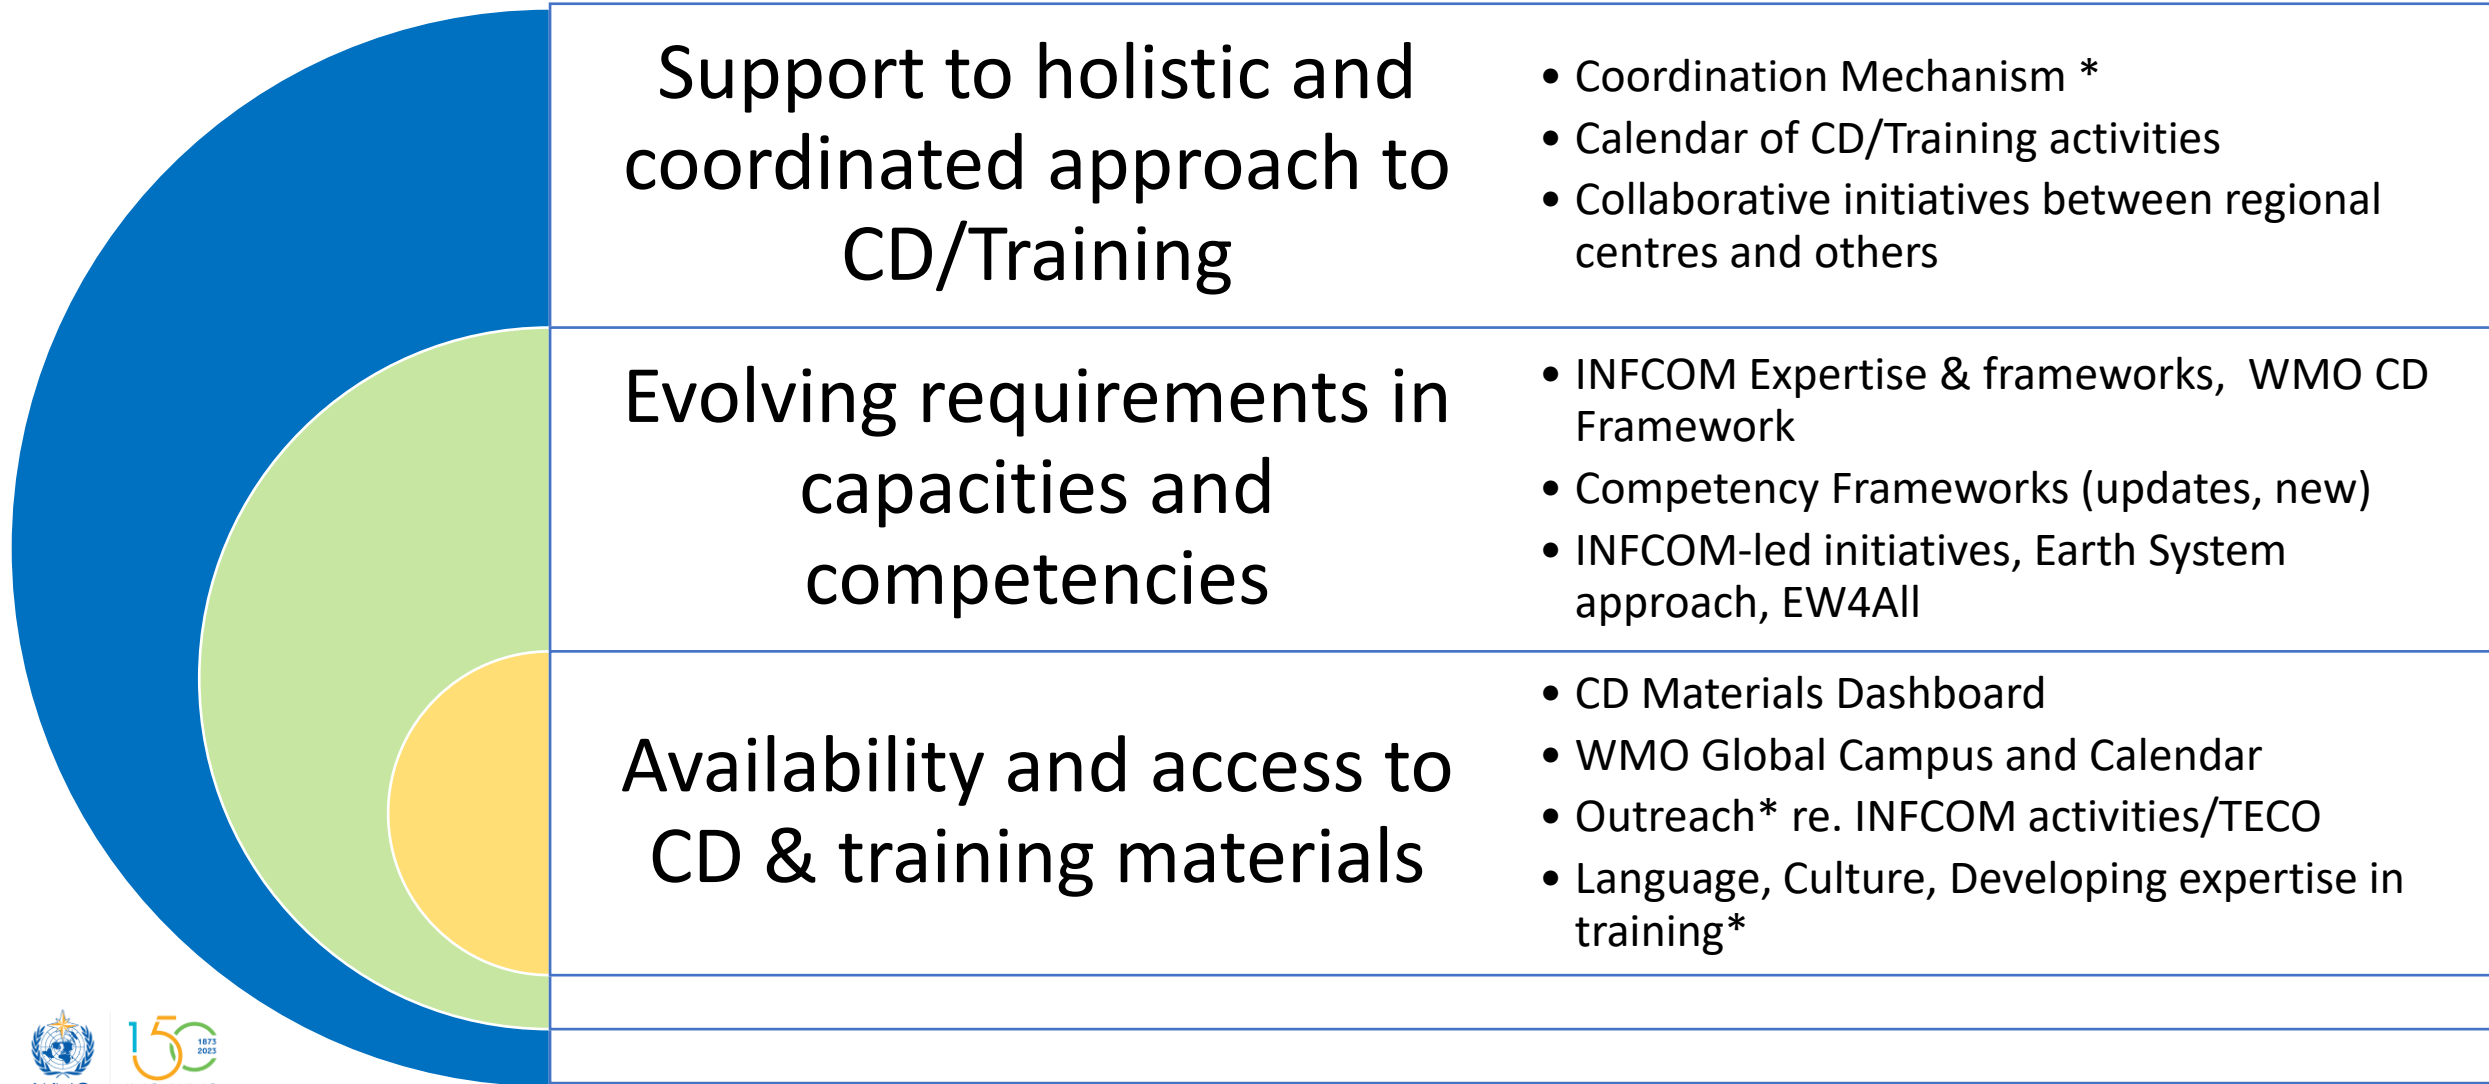 Support to holistic and
coordinated approach to
CD/Training
• Coordination Mechanism *
• Calendar of CD/Training activities
• Collaborative initiatives between regional
centres and others
Evolving requirements in
capacities and
competencies
• INFCOM Expertise & frameworks,  WMO CD
Framework
• Competency Frameworks (updates, new)
• INFCOM-led initiatives, Earth System
approach, EW4All
Availability and access to
CD & training materials
• CD Materials Dashboard
• WMO Global Campus and Calendar
• Outreach* re. INFCOM activities/TECO
• Language, Culture, Developing expertise in
training*
150
1873
2023